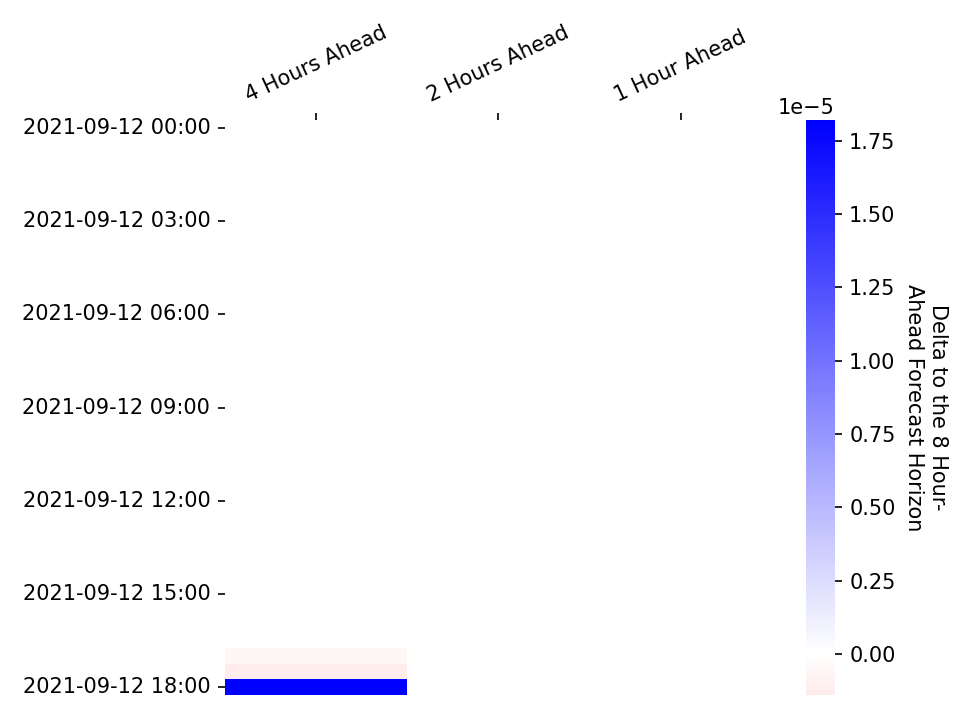 4 Hours Ahead
2 Hours Ahead
1 Hour Ahead
1e−5
2021-09-12 00:00
2021-09-12 03:00
2021-09-12 06:00
2021-09-12 09:00
2021-09-12 12:00
2021-09-12 15:00
2021-09-12 18:00
1.75
1.50
1.25
1.00
0.75
0.50
0.25
0.00
Delta to the 8 Hour-
Ahead Forecast Horizon